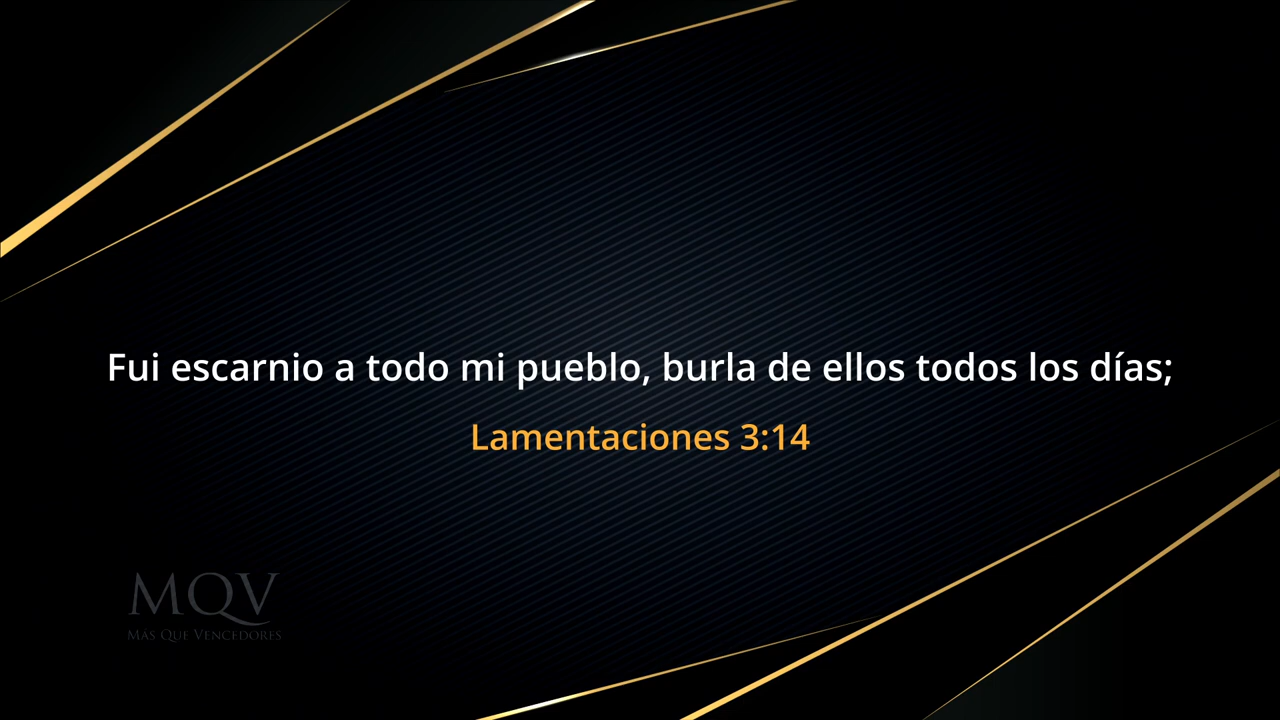 Fui escarnio a todo mi pueblo, burla de ellos todos los días;
Lamentaciones 3:14
MQV
Más Que Vencedores